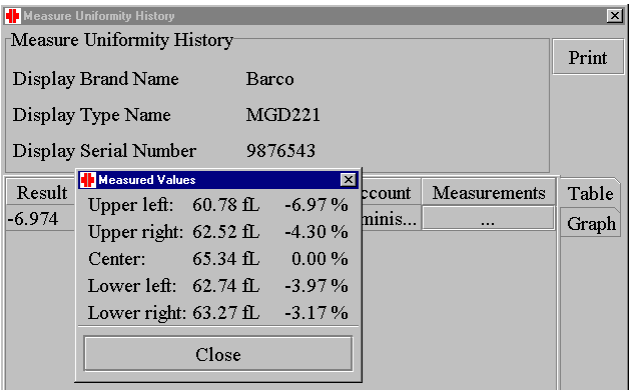 Measure Uniformity History
Measure Uniformity History
Print
Display Brand Name Barco
Display Type Name MGD221
Display Serial Number 9876543
Result ccount Measurements Table
-6.974 minis... ... Graph
Measured Values
Upper left: 60.78 fL -6.97 %
Upper right: 62.52 fL -4.30 %
Center: 65.34 fL 0.00 %
Lower left: 62.74 fL -3.97 %
Lower right: 63.27 fL -3.17 %
Close